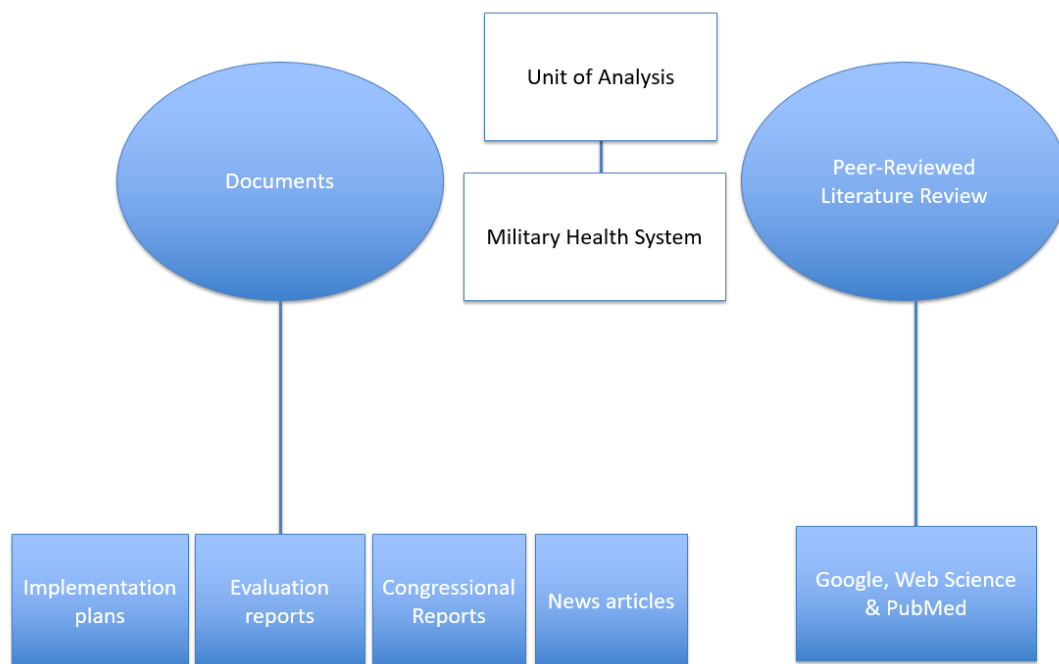 Unit of Analysis
Documents
Peer-Reviewed
Literature Review
Military Health System
Implementation
plans
Evaluation
reports
Congressional
Reports
News articles
Google, Web Science
& PubMed